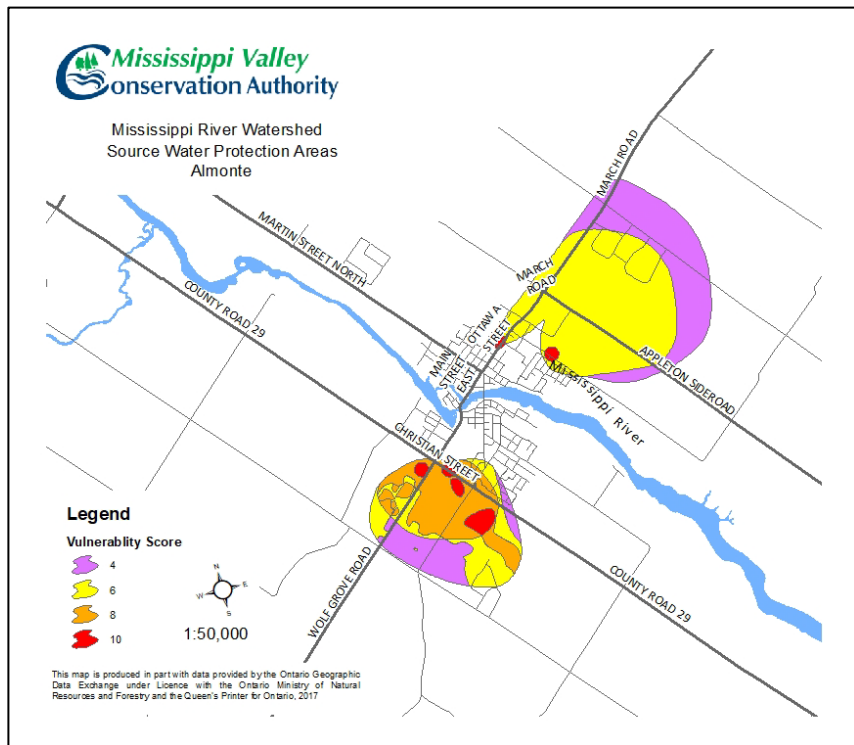 Mississippi Valley
Conservation Authority
Mississippi River Watershed
Source Water Protection Areas
Almonte
MARCH ROAD
MARTIN STREET NORTH
MARCH
ROAD
COUNTY ROAD 29
OTTAWA
STREET
MAIN
STREET
EAST
APPLETON SIDEROAD
Mississippi River
CHRISTIAN STREET
WOLF GROVE ROAD
COUNTY ROAD 29
Legend
Vulnerablity Score
4
6
8
10
N
W E
S
1:50,000
This map is produced in part with data provided by the Ontario Geographic
Data Exchange under Licence with the Ontario Ministry of Natural
Resources and Forestry and the Queen's Printer for Ontario, 2017